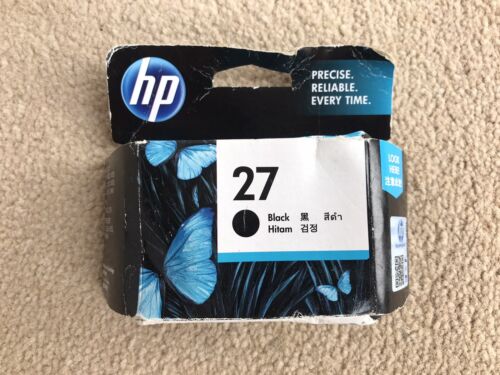 hp
PRECISE.
RELIABLE.
EVERY TIME.
27
Black 黑 สีดำ
Hitam 검정
LOOK
HERE